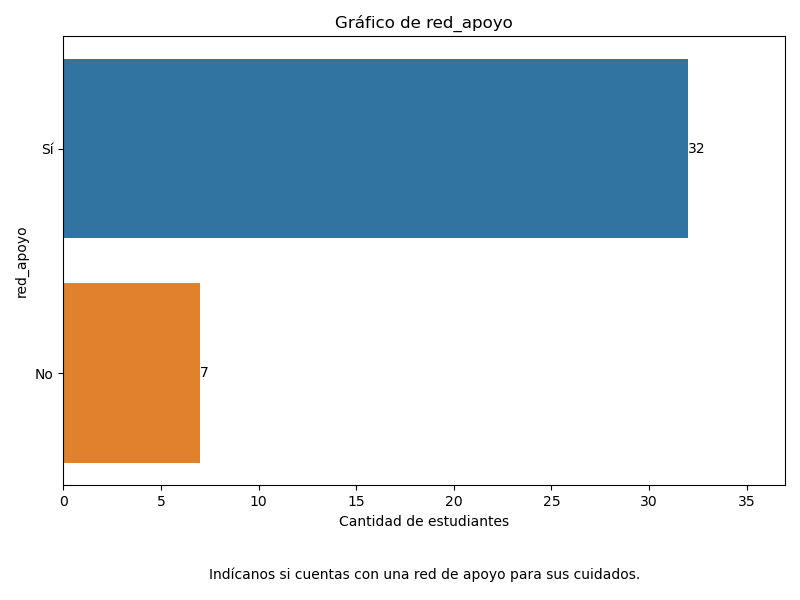 Gráfico de red_apoyo
Sí
32
red_apoyo
No
7
0 5 10 15 20 25 30 35
Cantidad de estudiantes
Indícanos si cuentas con una red de apoyo para sus cuidados.